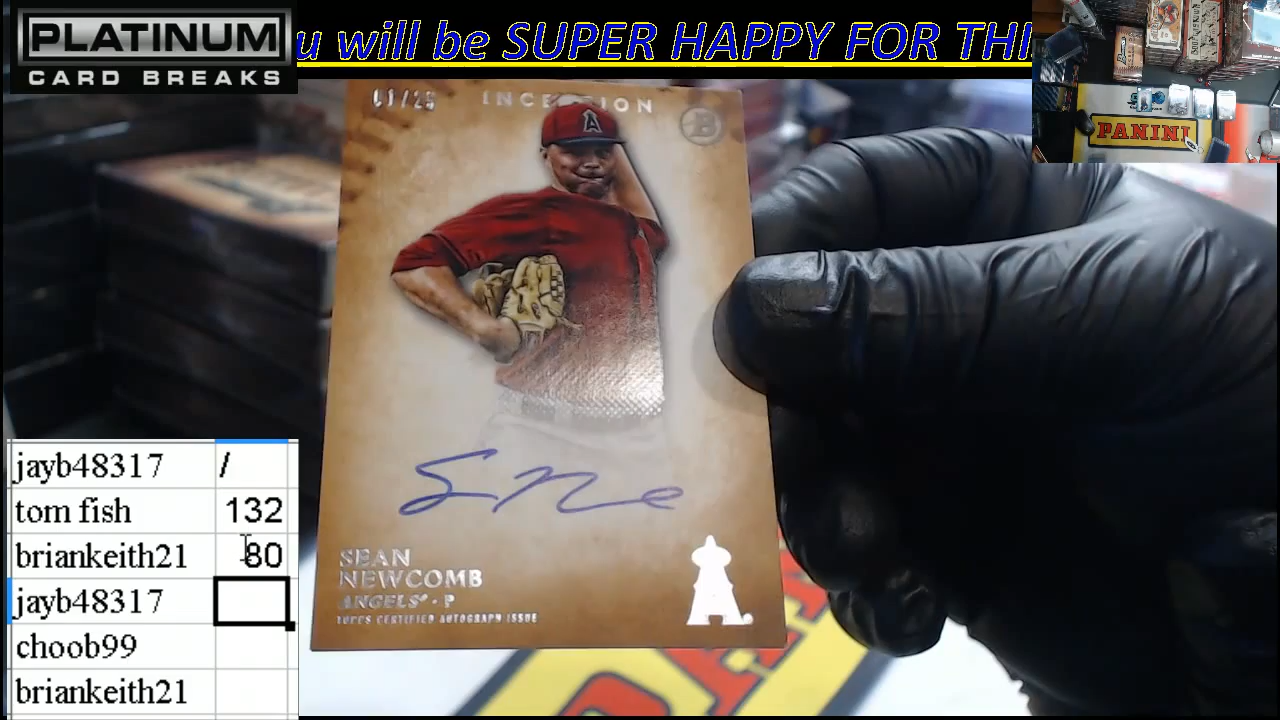 PLATINUM
CARD BREAKS
u will be SUPER HAPPY FOR THI
01/25
INCEPTION
B
A
SEAN
NEWCOMB
ANGELS® • P
TOPPS CERTIFIED AUTOGRAPH ISSUE
A
PANINI
jayb48317 /
tom fish 132
briankeith21 80
jayb48317
choob99
briankeith21